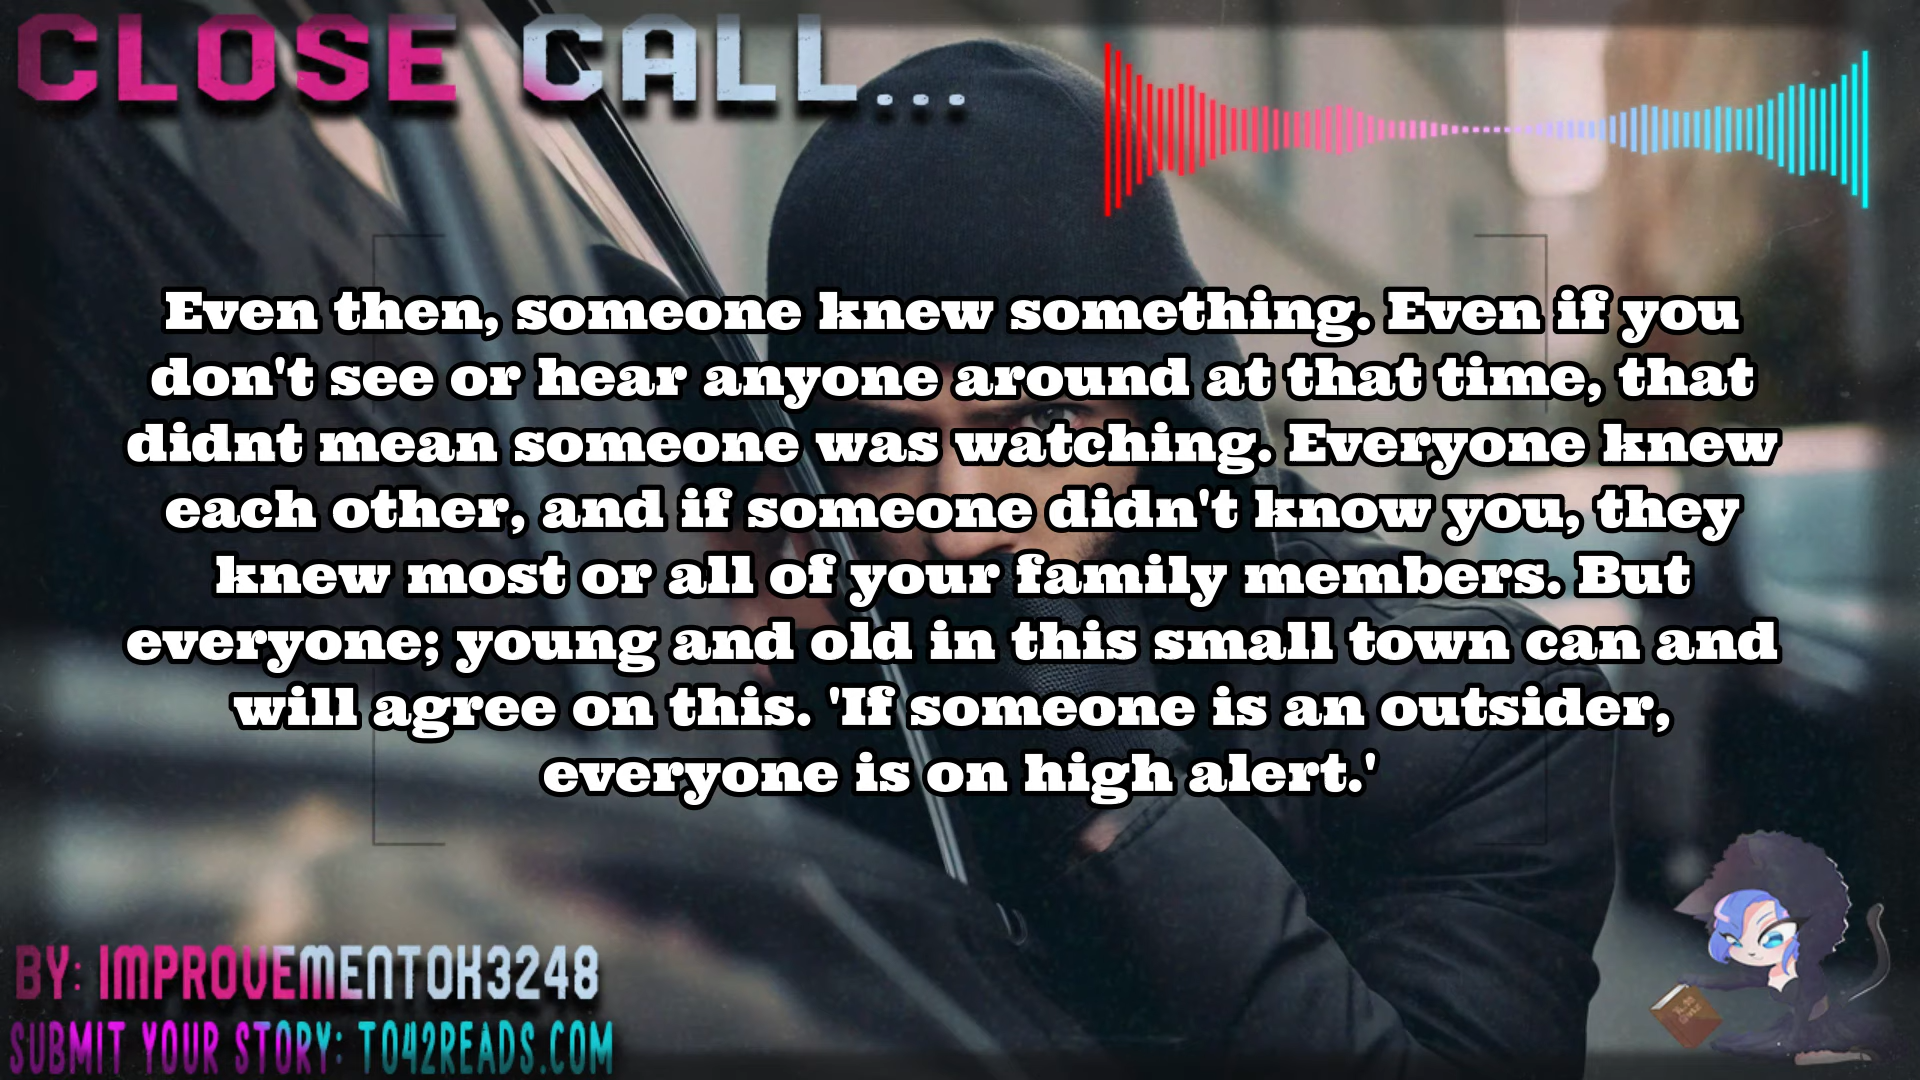 CLOSE CALL...
Even then, someone knew something. Even if you
don't see or hear anyone around at that time, that
didnt mean someone was watching. Everyone knew
each other, and if someone didn't know you, they
knew most or all of your family members. But
everyone; young and old in this small town can and
will agree on this. 'If someone is an outsider,
everyone is on high alert.'
BY: IMPROVEMENTOK3248
SUBMIT YOUR STORY: TO42READS.COM